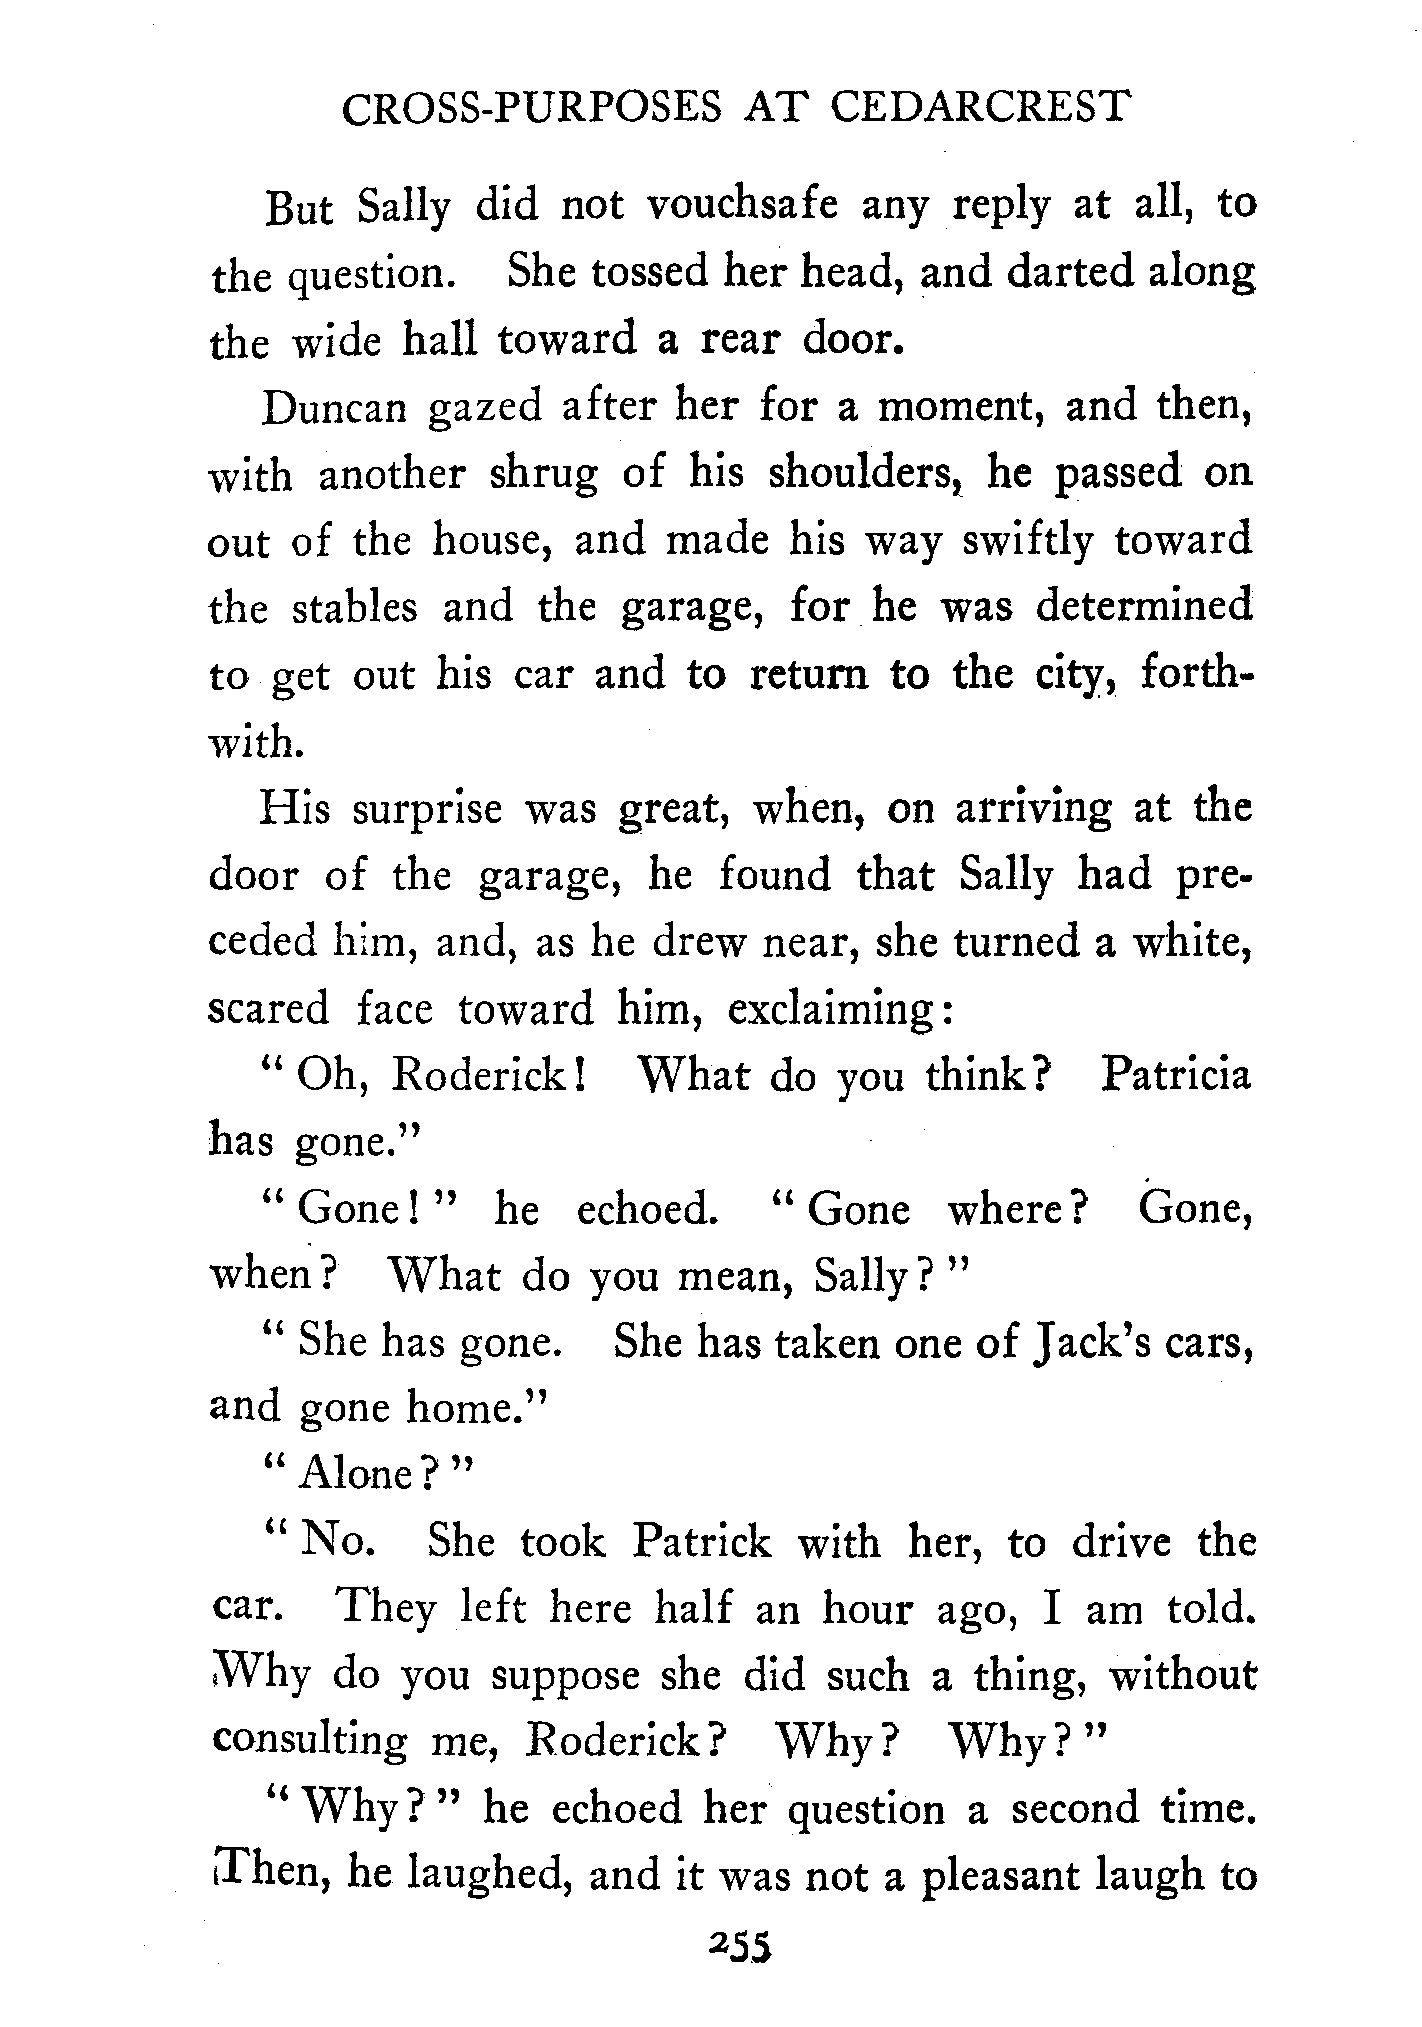 CROSS-PURPOSES AT CEDARCREST
But Sally did not vouchsafe any reply at all, to
the question. She tossed her head, and darted along
the wide hall toward a rear door.
Duncan gazed after her for a moment, and then,
with another shrug of his shoulders, he passed on
out of the house, and made his way swiftly toward
the stables and the garage, for he was determined
to get out his car and to return to the city, forth-
with.
His surprise was great, when, on arriving at the
door of the garage, he found that Sally had pre-
ceded him, and, as he drew near, she turned a white,
scared face toward him, exclaiming:
" Oh, Roderick! What do you think? Patricia
has gone."
" Gone! " he echoed. " Gone where? Gone,
when? What do you mean, Sally? "
" She has gone. She has taken one of Jack's cars,
and gone home."
" Alone? "
" No. She took Patrick with her, to drive the
car. They left here half an hour ago, I am told.
Why do you suppose she did such a thing, without
consulting me, Roderick? Why? Why? "
" Why? " he echoed her question a second time.
Then, he laughed, and it was not a pleasant laugh to
255